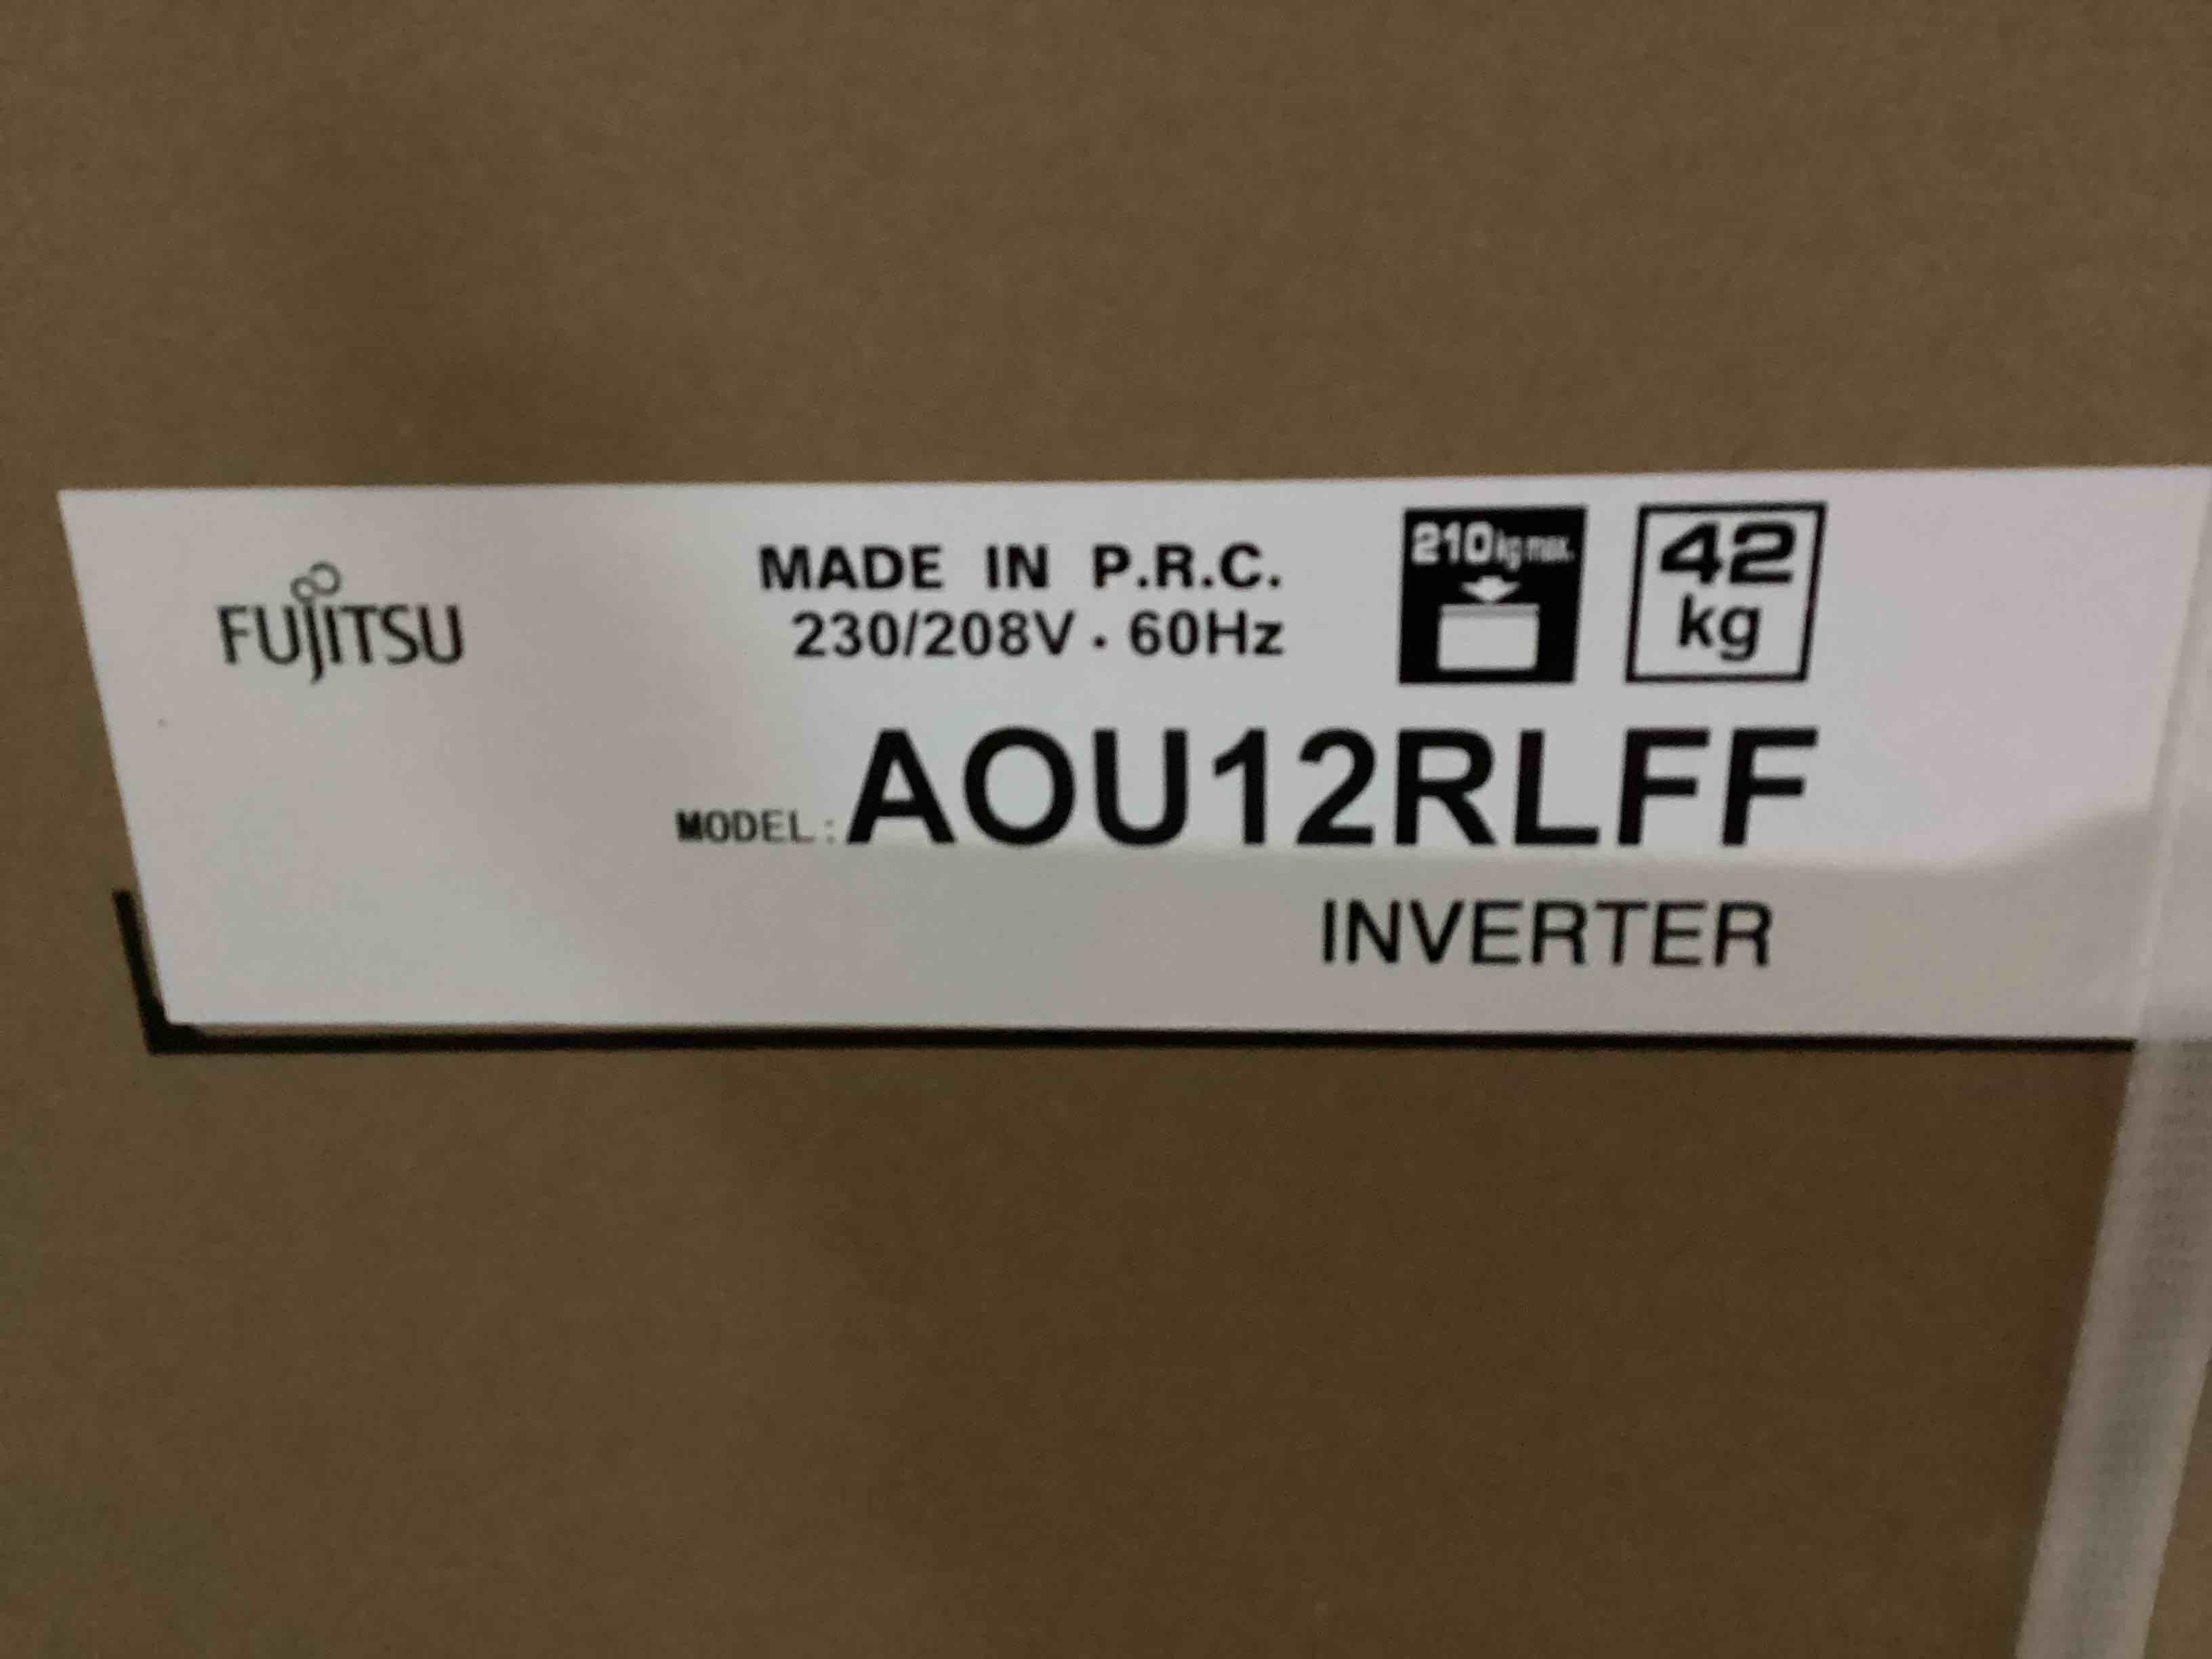 FUJITSU
MADE IN P.R.C.
230/208V · 60Hz
210kg max.
42
kg
MODEL: AOU12RLFF
INVERTER